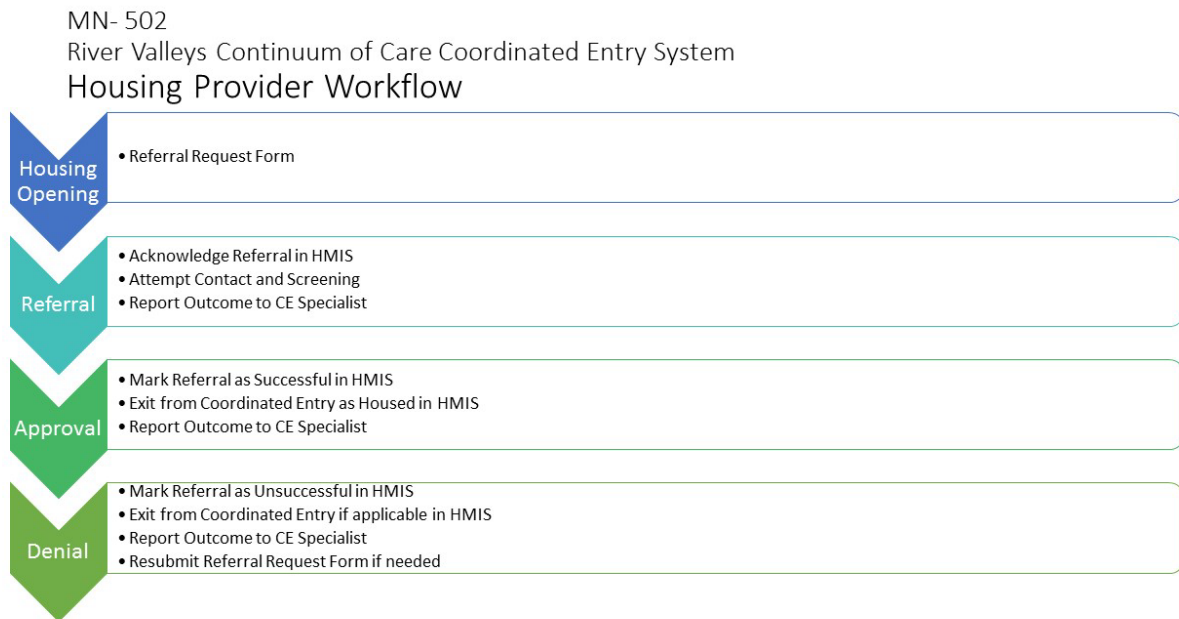 MN- 502
River Valleys Continuum of Care Coordinated Entry System
Housing Provider Workflow
Housing
Opening
• Referral Request Form
Referral
• Acknowledge Referral in HMIS
• Attempt Contact and Screening
• Report Outcome to CE Specialist
Approval
• Mark Referral as Successful in HMIS
• Exit from Coordinated Entry as Housed in HMIS
• Report Outcome to CE Specialist
Denial
• Mark Referral as Unsuccessful in HMIS
• Exit from Coordinated Entry if applicable in HMIS
• Report Outcome to CE Specialist
• Resubmit Referral Request Form if needed